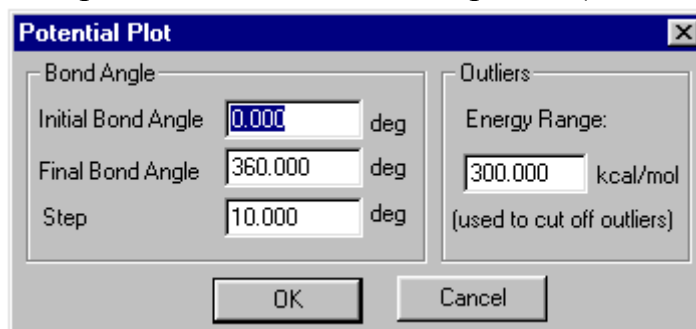 Potential Plot
Bond Angle
Initial Bond Angle 0.000 deg
Final Bond Angle 360.000 deg
Step 10.000 deg
Outliers
Energy Range:
300.000 kcal/mol
(used to cut off outliers)
OK Cancel